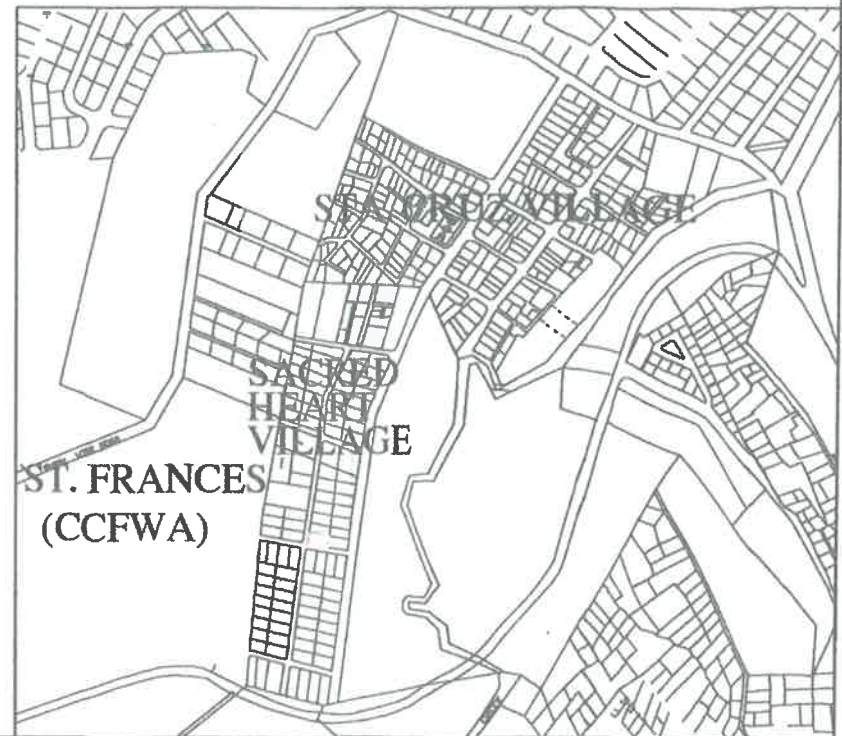 STA. CRUZ VILLAGE
SACRED
HEART
VILLAGE
ST. FRANCES
(CCFWA)